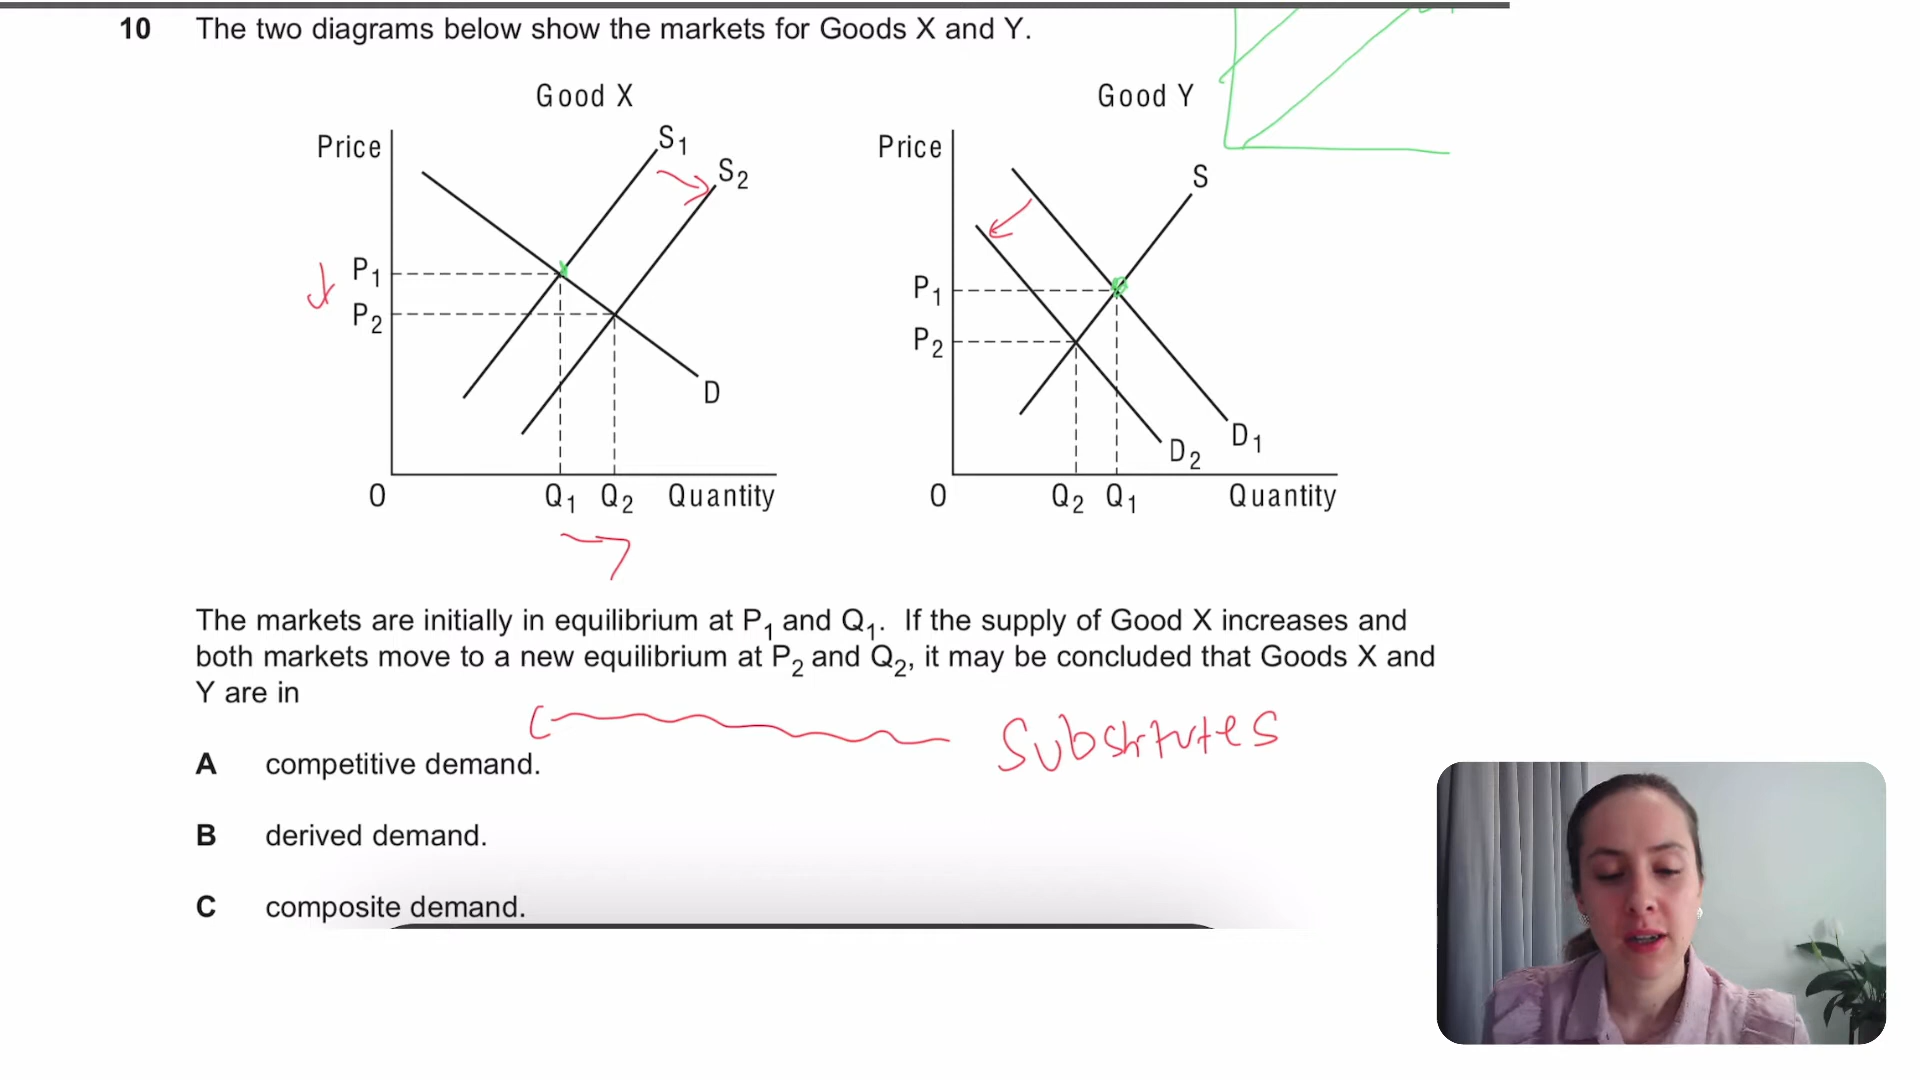 10 The two diagrams below show the markets for Goods X and Y.
Good X
Good Y
Price
S1
S2
P1
P2
D
0
Q1 Q2 Quantity
Price
S
P1
P2
D2
D1
0
Q2 Q1 Quantity
The markets are initially in equilibrium at P1 and Q1. If the supply of Good X increases and
both markets move to a new equilibrium at P2 and Q2, it may be concluded that Goods X and
Y are in
Substitutes
A competitive demand.
B derived demand.
C composite demand.